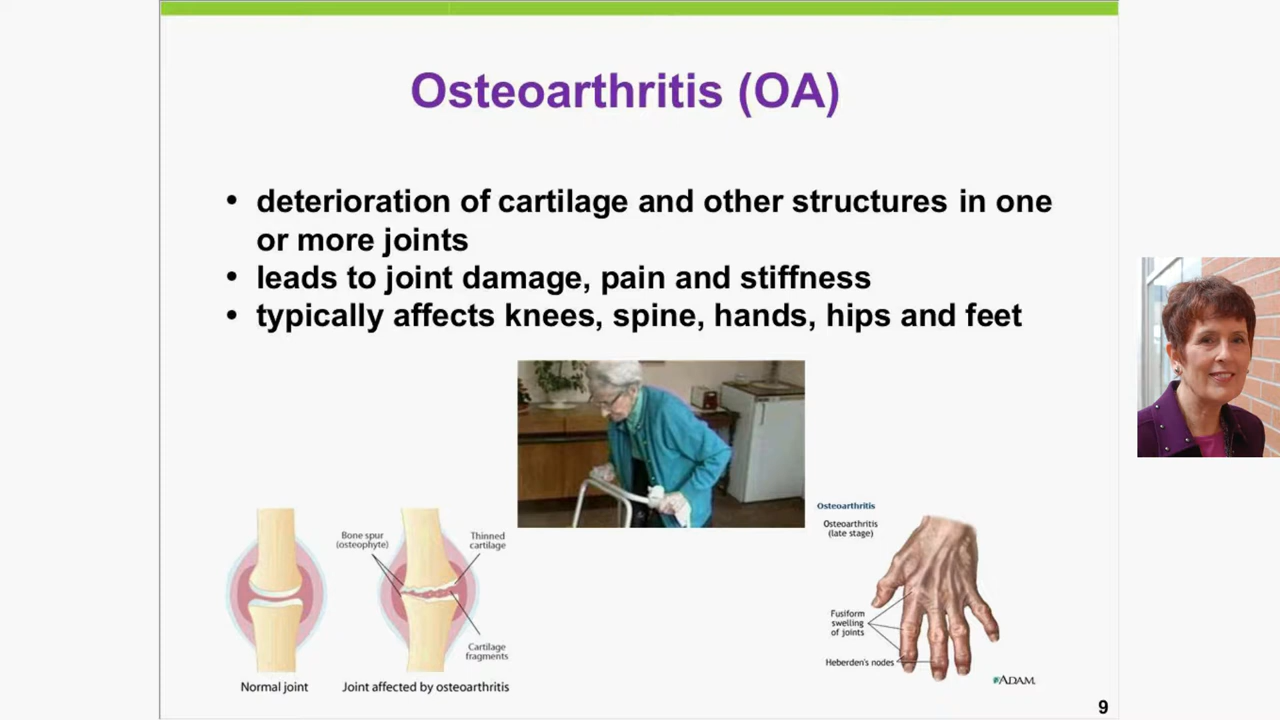 Osteoarthritis (OA)
• deterioration of cartilage and other structures in one
or more joints
• leads to joint damage, pain and stiffness
• typically affects knees, spine, hands, hips and feet
Bone spur
(osteophyte)
Thinned
cartilage
Cartilage
fragments
Normal joint
Joint affected by osteoarthritis
Osteoarthritis
Osteoarthritis
(late stage)
Fusiform
swelling
of joints
Heberden's nodes
ADAM.
9